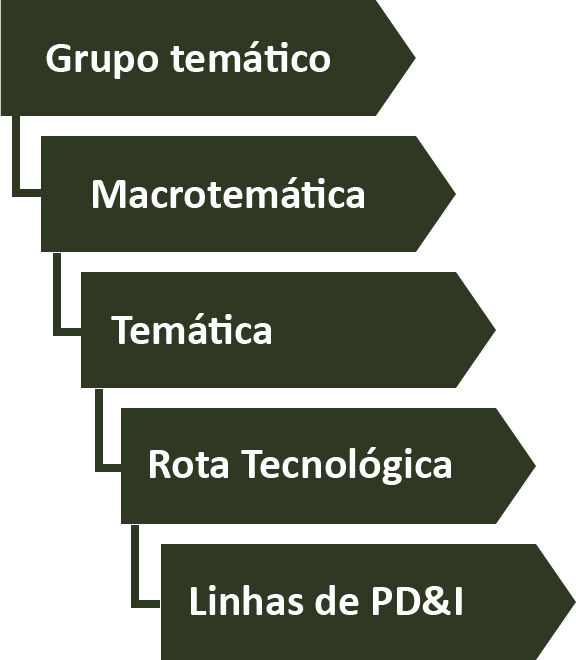 Grupo temático
Macrotemática
Temática
Rota Tecnológica
Linhas de PD&I